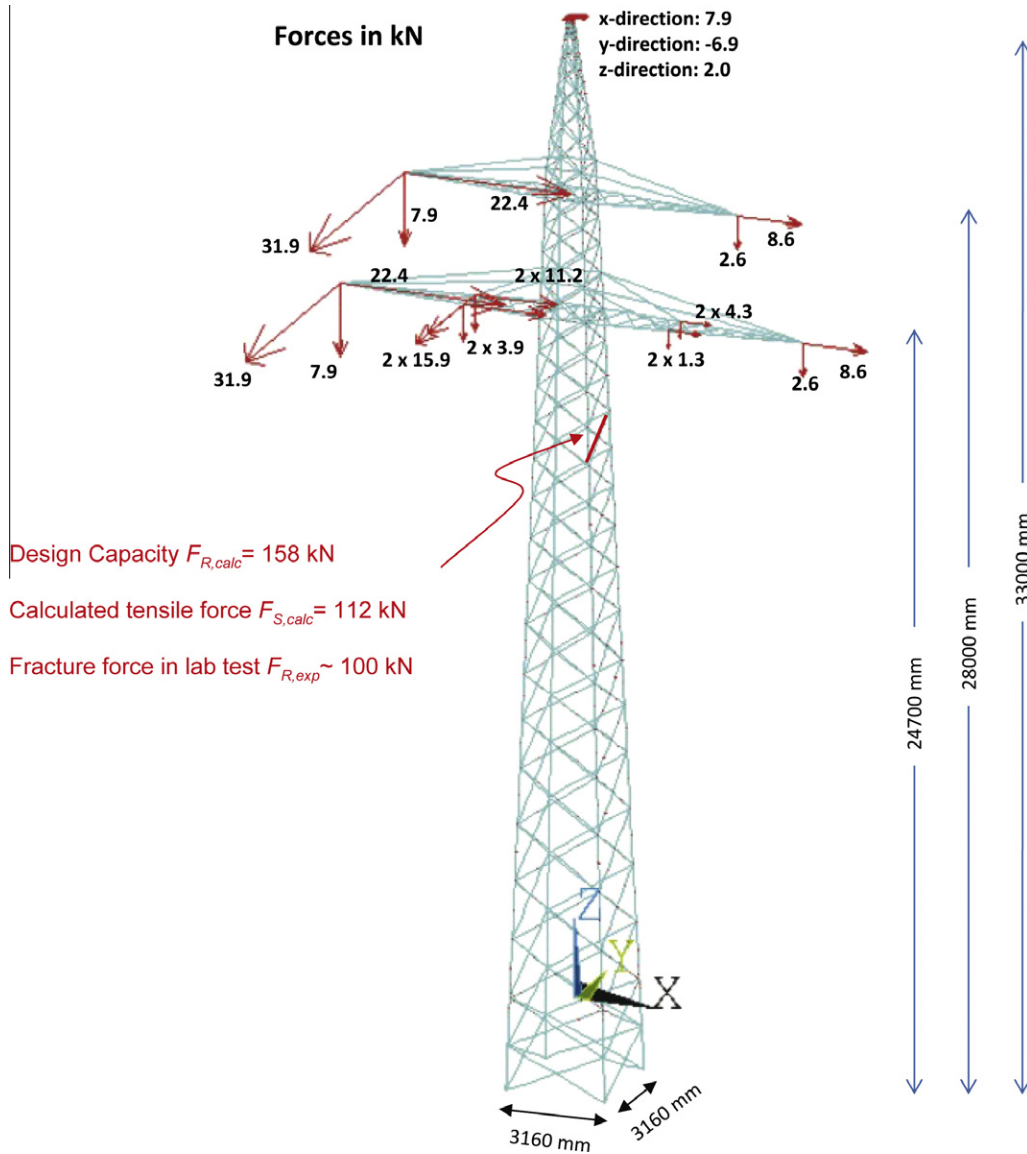 Forces in kN
x-direction: 7.9
y-direction: -6.9
z-direction: 2.0
22.4
7.9
31.9
8.6
2.6
22.4
2 x 11.2
2 x 4.3
31.9
7.9
2 x 15.9
2 x 3.9
2 x 1.3
2.6
8.6
Design Capacity F_{R,calc}= 158 kN
Calculated tensile force F_{S,calc}= 112 kN
Fracture force in lab test F_{R,exp}~ 100 kN
24700 mm
28000 mm
33000 mm
Z
Y
X
3160 mm
3160 mm